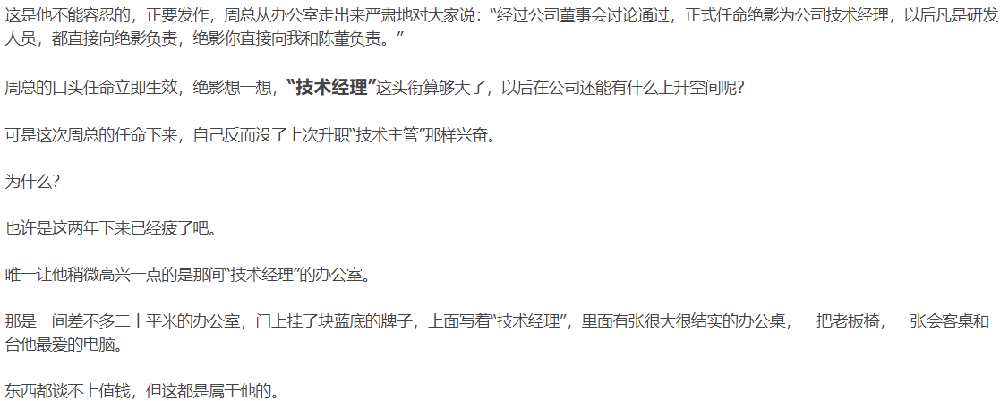 这是他不能容忍的，正要发作，周总从办公室走出来严肃地对大家说：“经过公司董事会讨论通过，正式任命绝影为公司技术经理，以后凡是研发
人员，都直接向绝影负责，绝影你直接向我和陈董负责。”
周总的口头任命立即生效，绝影想一想，“技术经理”这头衔算够大了，以后在公司还能有什么上升空间呢？
可是这次周总的任命下来，自己反而没了上次升职“技术主管”那样兴奋。
为什么？
也许是这两年下来已经疲了吧。
唯一让他稍微高兴一点的是那间“技术经理”的办公室。
那是一间差不多二十平米的办公室，门上挂了块蓝底的牌子，上面写着“技术经理”，里面有张很大很结实的办公桌，一把老板椅，一张会客桌和一
台他最爱的电脑。
东西都谈不上值钱，但这都是属于他的。